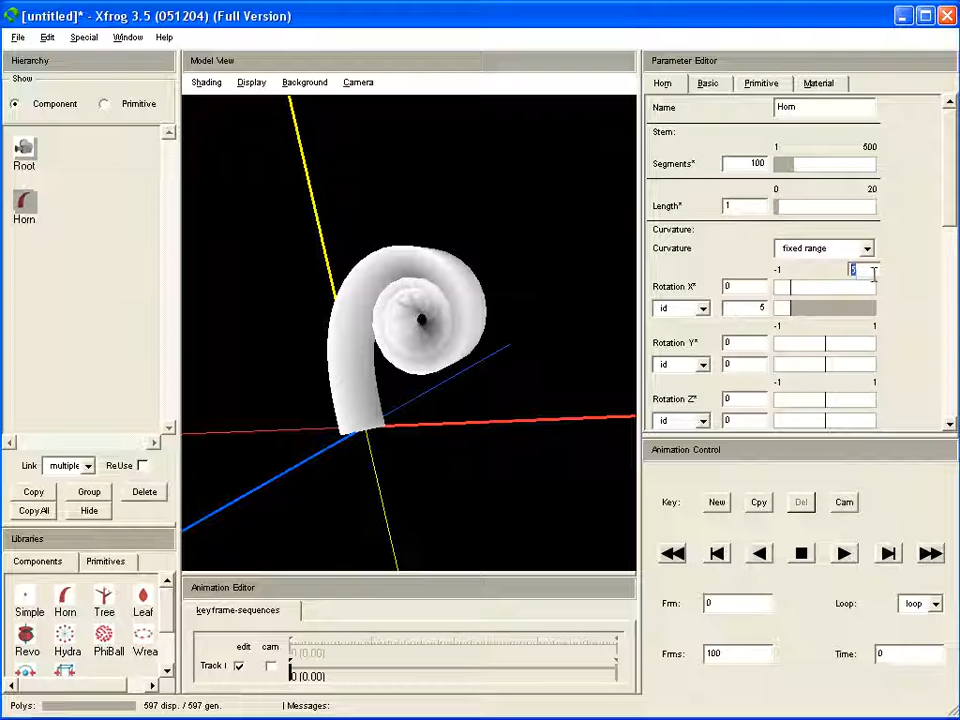 [untitled]* - Xfrog 3.5 (051204) (Full Version)
File Edit Special Window Help
Hierarchy
Show
Component Primitive
Root
Horn
Link multiple ReUse
Copy Group Delete
Copy All Hide
Libraries
Components Primitives
Simple Horn Tree Leaf
Revo Hydra PhiBall Wrea
Polys: 597 disp. / 597 gen. Messages:
Model View
Shading Display Background Camera
Animation Editor
Keyframe-sequences
edit cam
0 (0.00)
Track I
0 (0.00)
Parameter Editor
Horn Basic Primitive Material
Name Horn
Stem:
1 500
Segments* 100
0 20
Length* 1
Curvature:
Curvature fixed range
-1 5
Rotation X* 0
id 5
-1 1
Rotation Y* 0
id 0
-1 1
Rotation Z* 0
id 0
Animation Control
Key: New Cpy Del Cam
Frm: 0 Loop: loop
Frms: 100 Time: 0